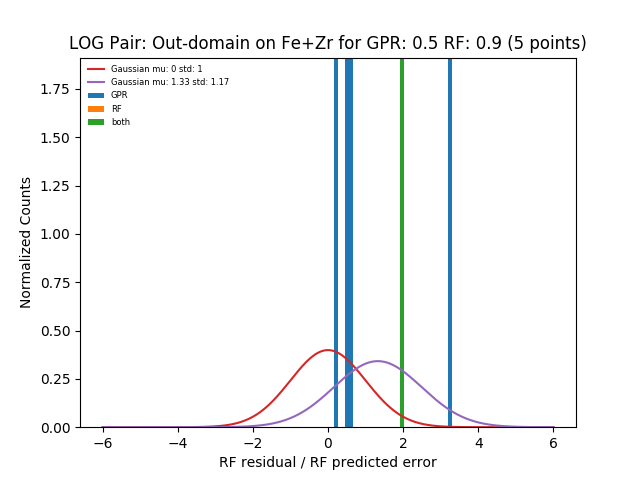 LOG Pair: Out-domain on Fe+Zr for GPR: 0.5 RF: 0.9 (5 points)
Gaussian mu: 0 std: 1
Gaussian mu: 1.33 std: 1.17
GPR
RF
both
Normalized Counts
1.75
1.50
1.25
1.00
0.75
0.50
0.25
0.00
−6 −4 −2 0 2 4 6
RF residual / RF predicted error